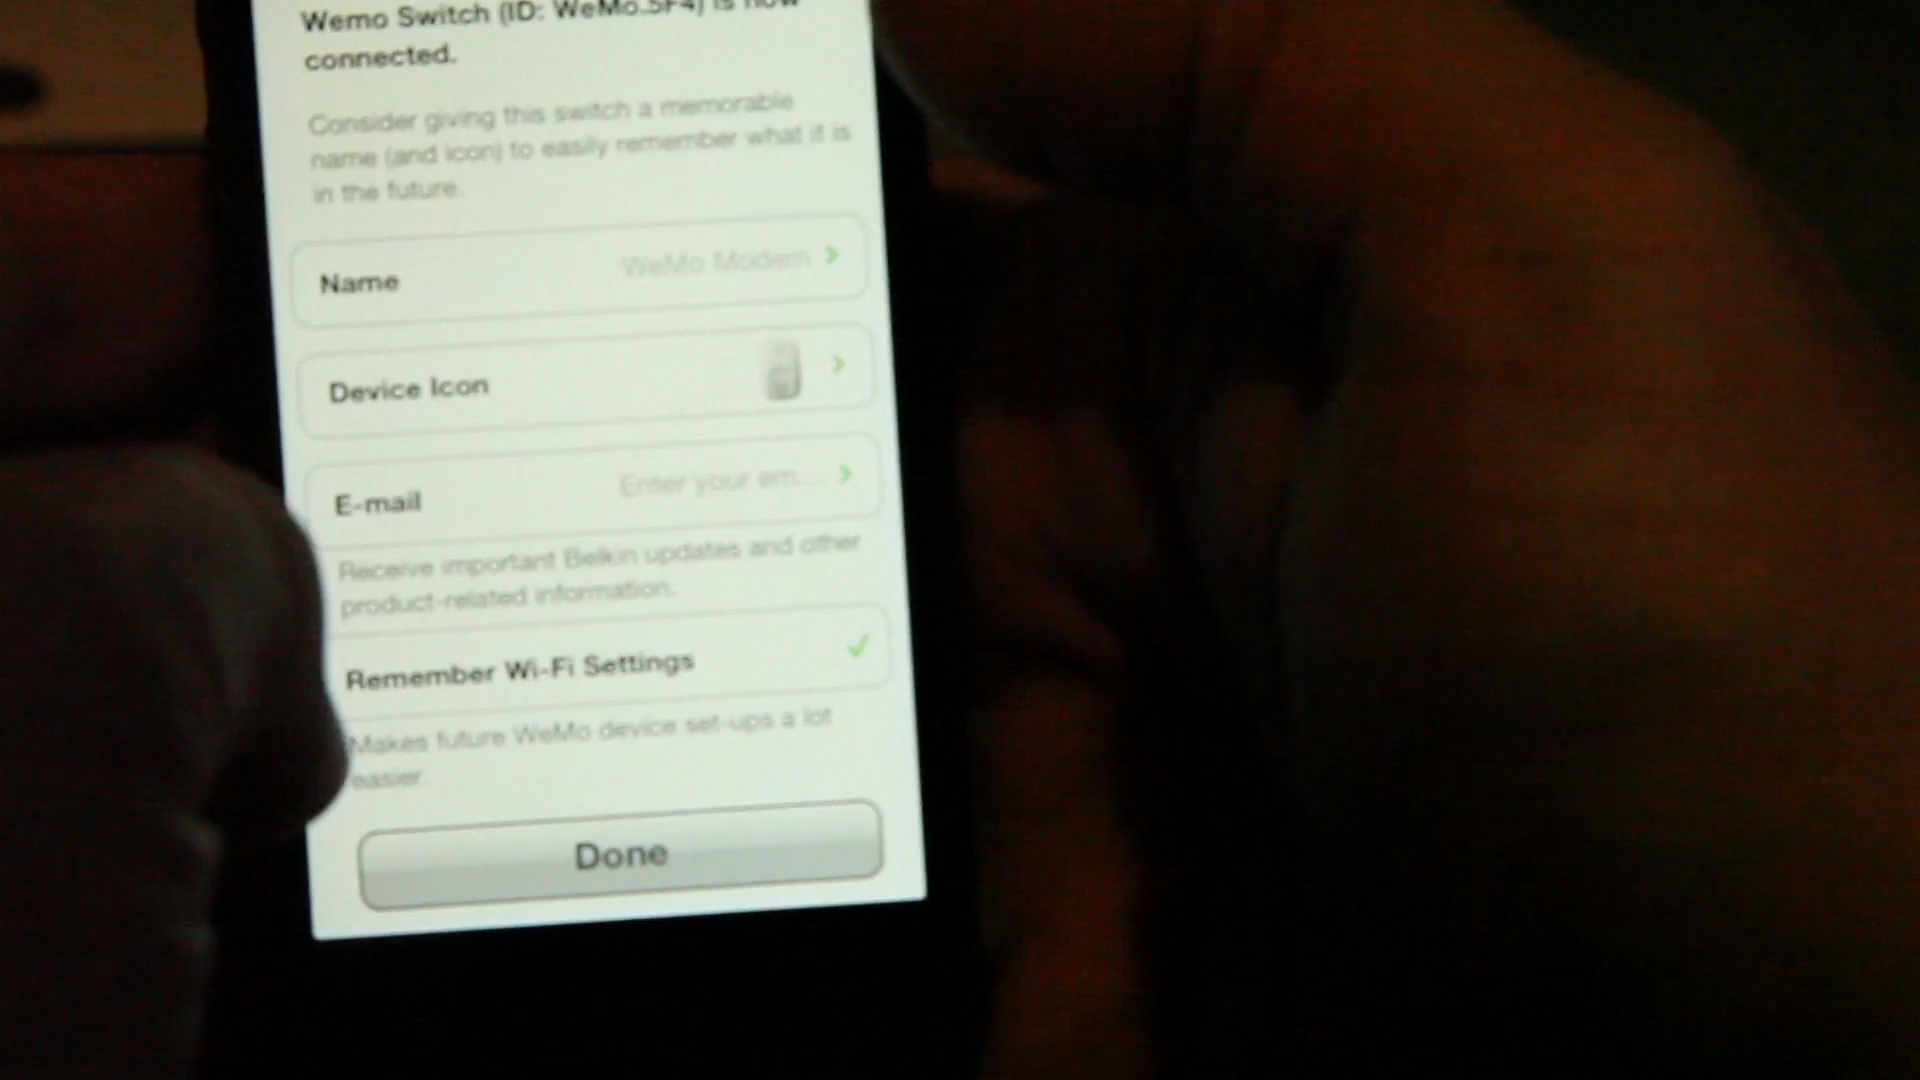 Wemo Switch (ID: WeMo.5F4) is now
connected.
Consider giving this switch a memorable
name (and icon) to easily remember what it is
in the future.
Name WeMo Modem >
Device Icon >
E-mail Enter your em... >
Receive important Belkin updates and other
product-related information.
Remember Wi-Fi Settings ✓
Makes future WeMo device set-ups a lot
easier.
Done